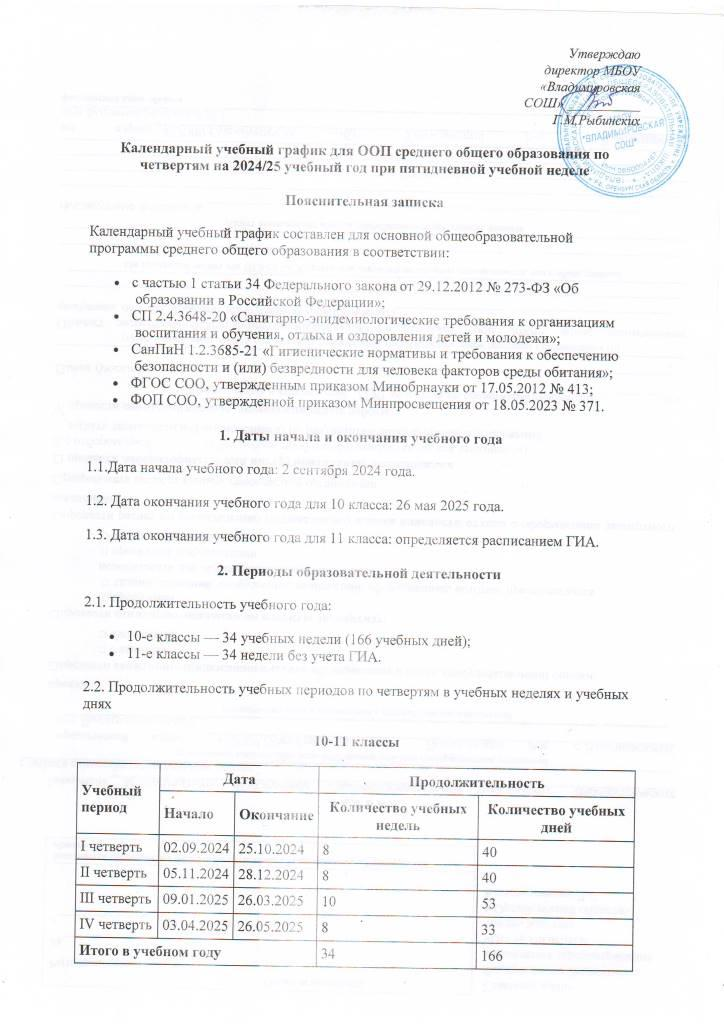 Утверждаю
директор МБОУ
«Владимировская
СОШ»
Г.М.Рыбинских
"ВЛАДИМИРОВСКАЯ
СОШ"
Календарный учебный график для ООП среднего общего образования по
четвертям на 2024/25 учебный год при пятидневной учебной неделе
Пояснительная записка
Календарный учебный график составлен для основной общеобразовательной
программы среднего общего образования в соответствии:
• с частью 1 статьи 34 Федерального закона от 29.12.2012 № 273-ФЗ «Об
образовании в Российской Федерации»;
• СП 2.4.3648-20 «Санитарно-эпидемиологические требования к организациям
воспитания и обучения, отдыха и оздоровления детей и молодежи»;
• СанПиН 1.2.3685-21 «Гигиенические нормативы и требования к обеспечению
безопасности и (или) безвредности для человека факторов среды обитания»;
• ФГОС СОО, утвержденным приказом Минобрнауки от 17.05.2012 № 413;
• ФОП СОО, утвержденной приказом Минпросвещения от 18.05.2023 № 371.
1. Даты начала и окончания учебного года
1.1.Дата начала учебного года: 2 сентября 2024 года.
1.2. Дата окончания учебного года для 10 класса: 26 мая 2025 года.
1.3. Дата окончания учебного года для 11 класса: определяется расписанием ГИА.
2. Периоды образовательной деятельности
2.1. Продолжительность учебного года:
• 10-е классы — 34 учебных недели (166 учебных дней);
• 11-е классы — 34 недели без учета ГИА.
2.2. Продолжительность учебных периодов по четвертям в учебных неделях и учебных
днях
10-11 классы
Учебный период Дата Продолжительность
Начало Окончание Количество учебных недель Количество учебных дней
I четверть 02.09.2024 25.10.2024 8 40
II четверть 05.11.2024 28.12.2024 8 40
III четверть 09.01.2025 26.03.2025 10 53
IV четверть 03.04.2025 26.05.2025 8 33
Итого в учебном году 34 166